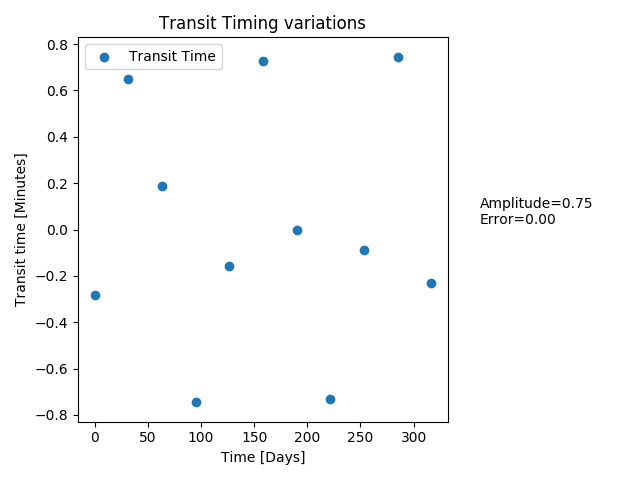 Transit Timing variations
Transit Time
0.8
0.6
0.4
0.2
0.0
−0.2
−0.4
−0.6
−0.8
Transit time [Minutes]
0 50 100 150 200 250 300
Time [Days]
Amplitude=0.75
Error=0.00